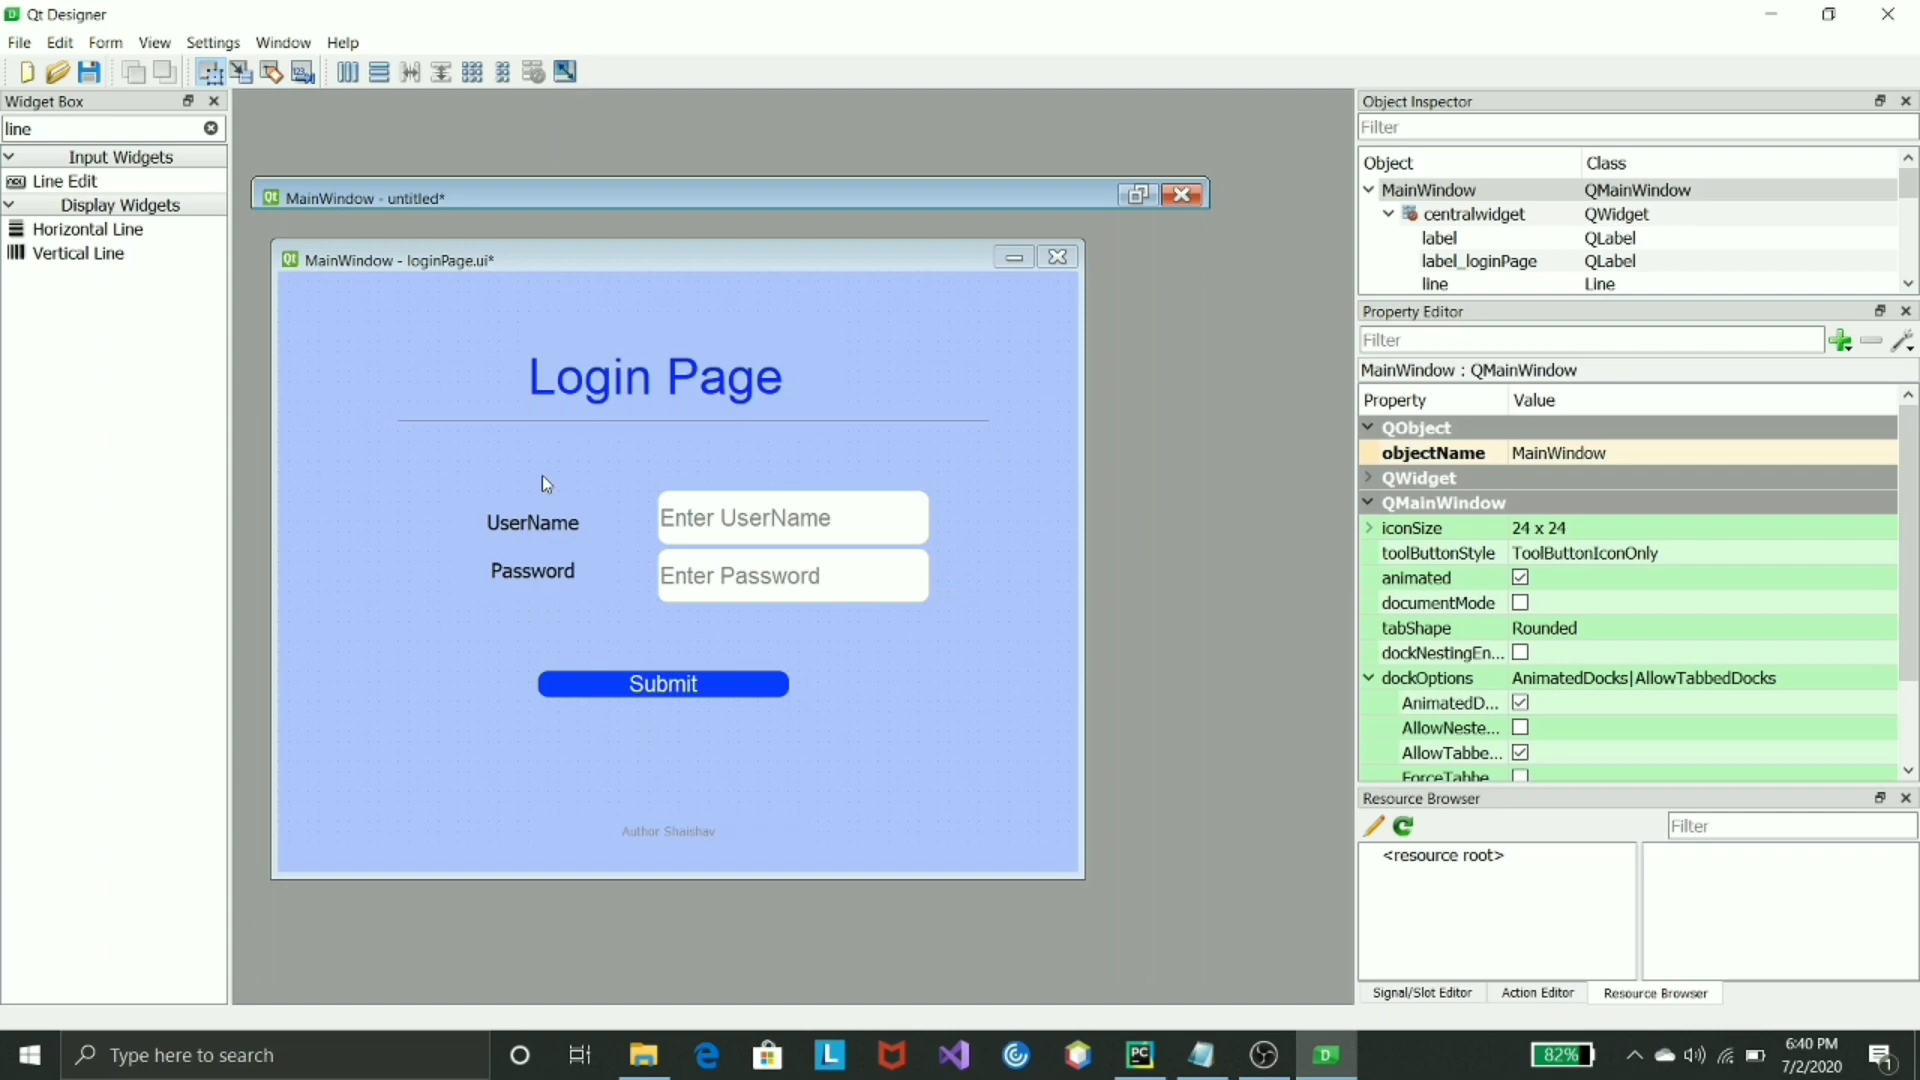 Qt Designer
File Edit Form View Settings Window Help
Widget Box
line
Input Widgets
Line Edit
Display Widgets
Horizontal Line
Vertical Line
MainWindow - untitled*
MainWindow - loginPage.ui*
Login Page
UserName
Enter UserName
Password
Enter Password
Submit
Author Shaishav
Object Inspector
Filter
Object Class
MainWindow QMainWindow
centralwidget QWidget
label QLabel
label_loginPage QLabel
line Line
Property Editor
Filter
MainWindow : QMainWindow
Property Value
QObject
objectName MainWindow
QWidget
QMainWindow
iconSize 24 x 24
toolButtonStyle ToolButtonIconOnly
animated
documentMode
tabShape Rounded
dockNestingEn...
dockOptions AnimatedDocks|AllowTabbedDocks
AnimatedD...
AllowNeste...
AllowTabbe...
ForceTabbe
Resource Browser
Filter
<resource root>
Signal/Slot Editor Action Editor Resource Browser
Type here to search
82%
6:40 PM
7/2/2020